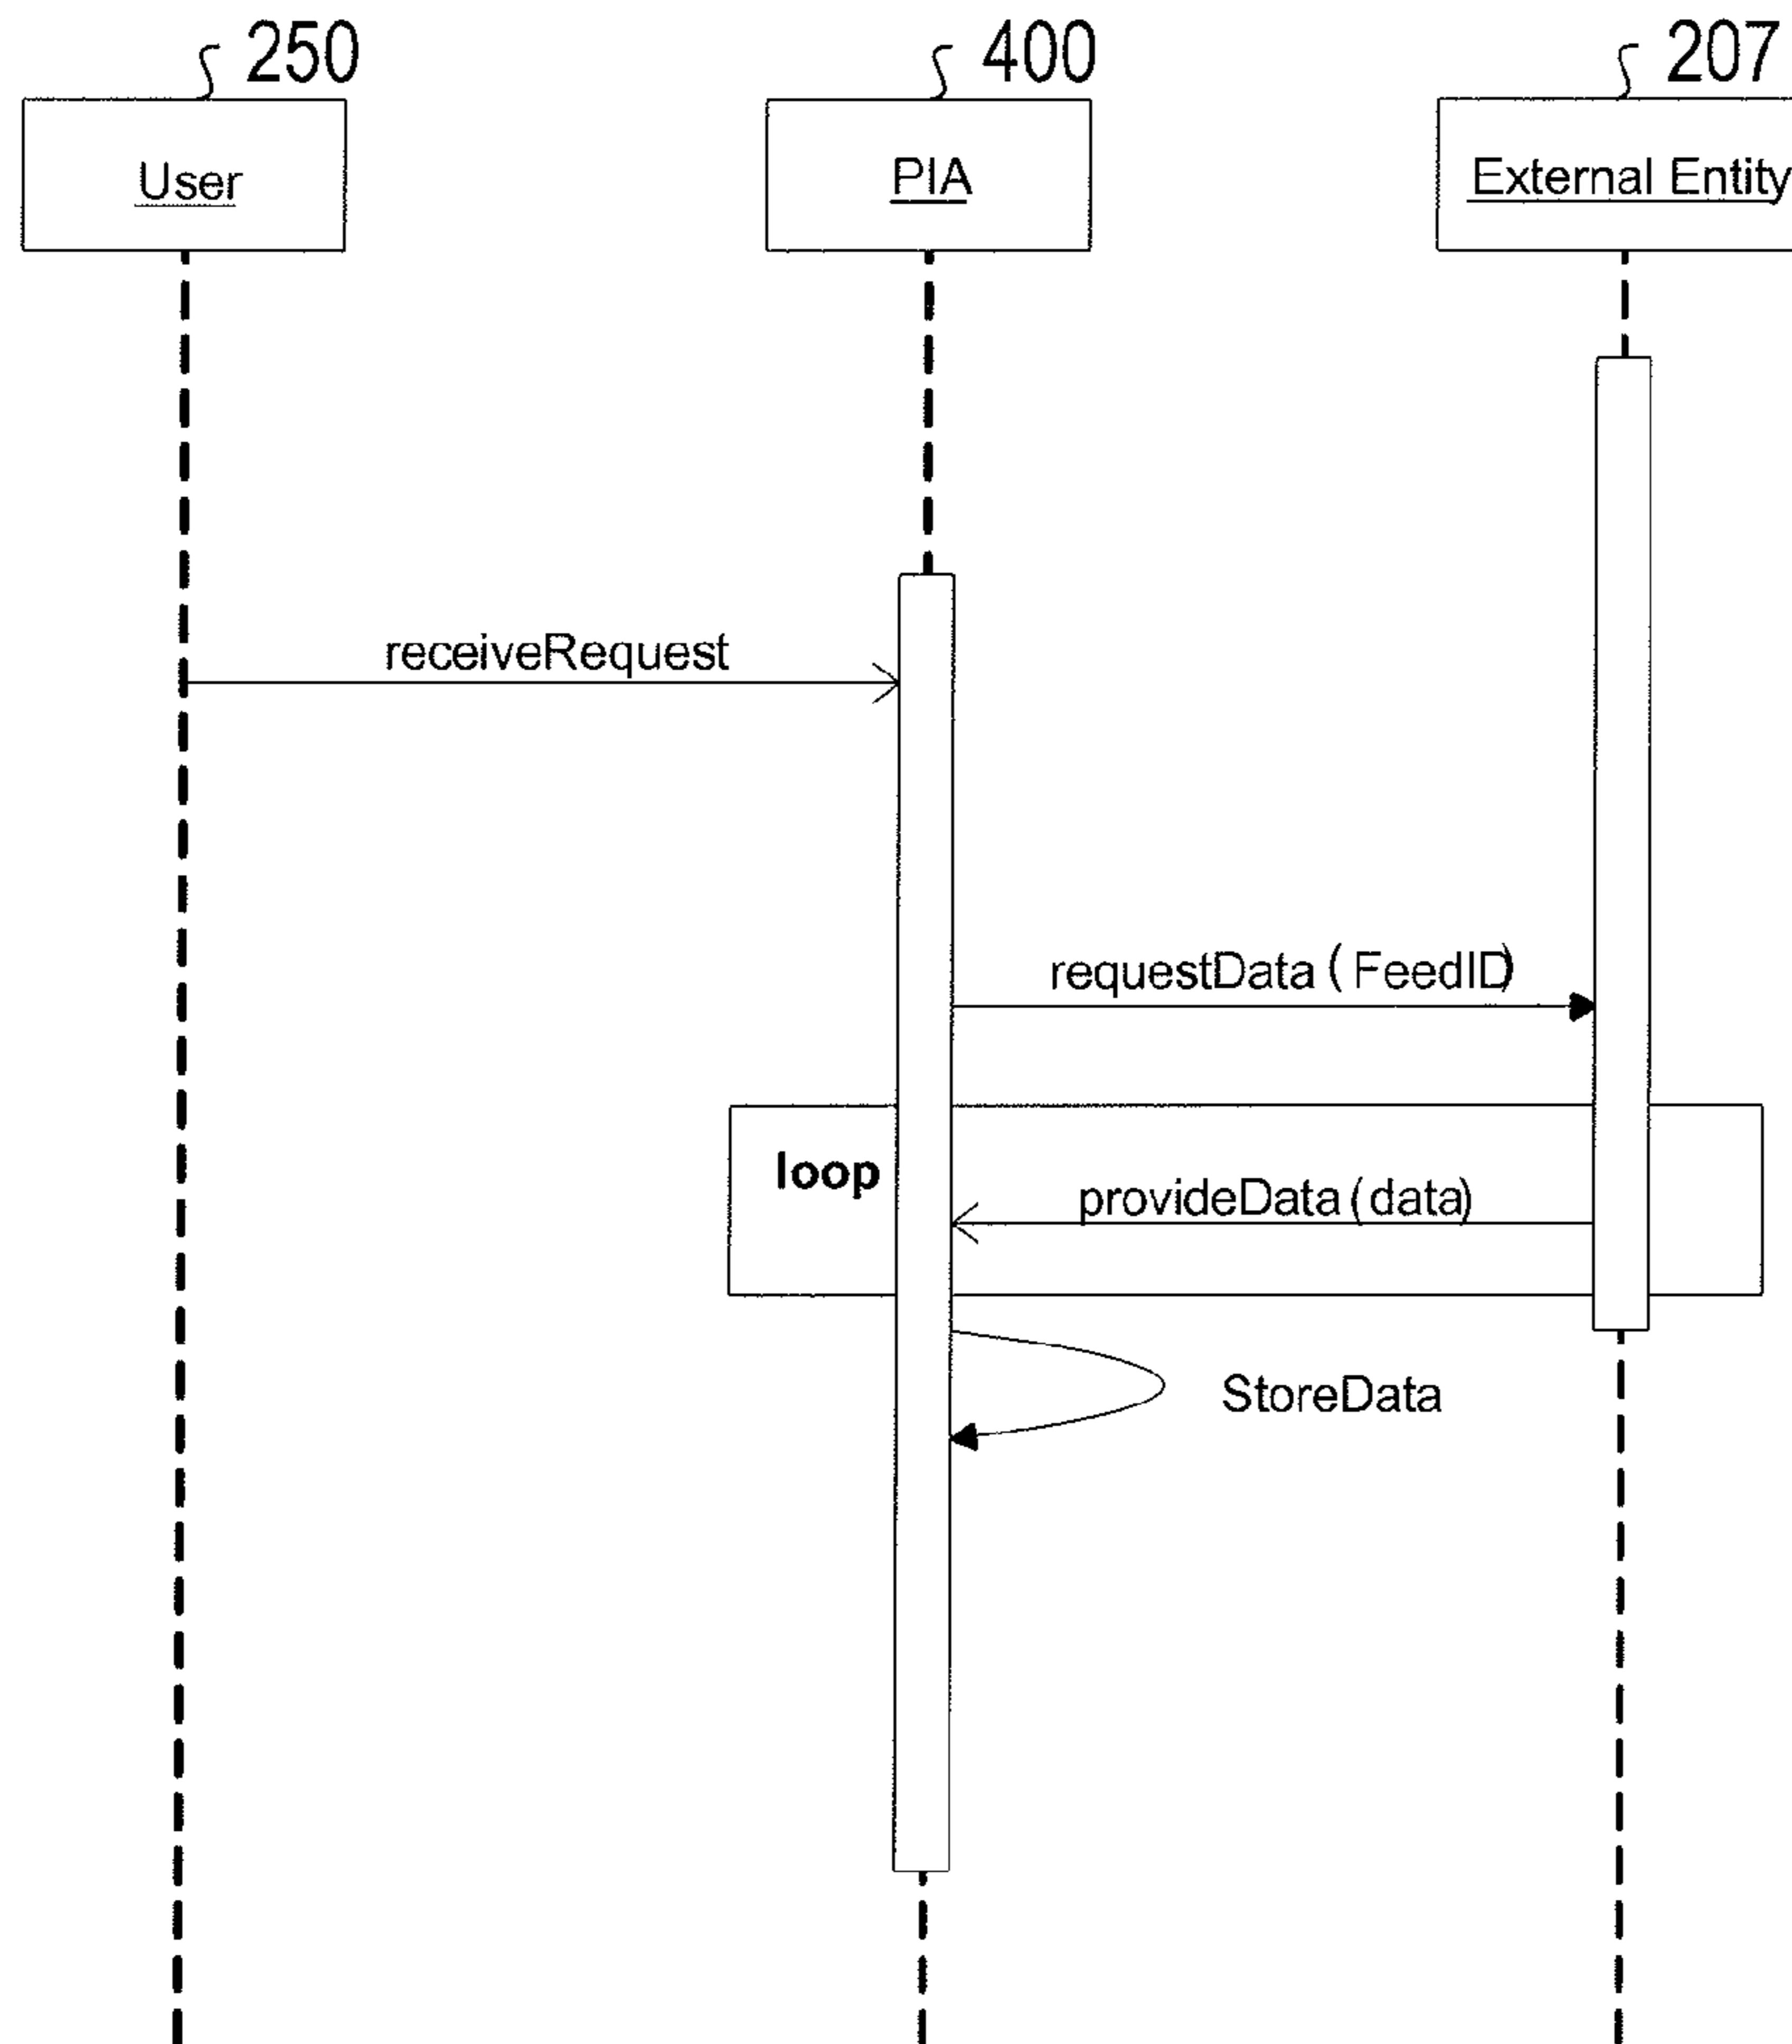 250
400
207
User
PIA
External Entity
receiveRequest
requestData (FeedID)
loop
provideData (data)
StoreData